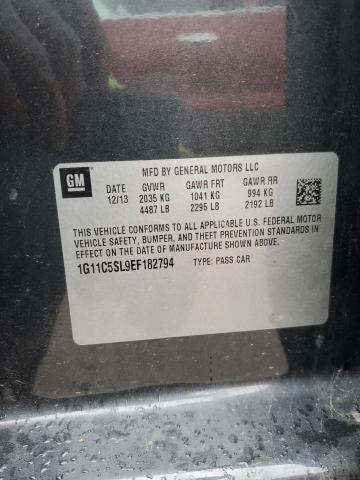 GM
MFD BY GENERAL MOTORS LLC
DATE GVWR GAWR FRT GAWR RR
12/13 2035 KG 1041 KG 994 KG
4487 LB 2295 LB 2192 LB
THIS VEHICLE CONFORMS TO ALL APPLICABLE U.S. FEDERAL MOTOR
VEHICLE SAFETY, BUMPER, AND THEFT PREVENTION STANDARDS IN
EFFECT ON THE DATE OF MANUFACTURE SHOWN ABOVE.
1G11C5SL9EF182794 TYPE: PASS CAR